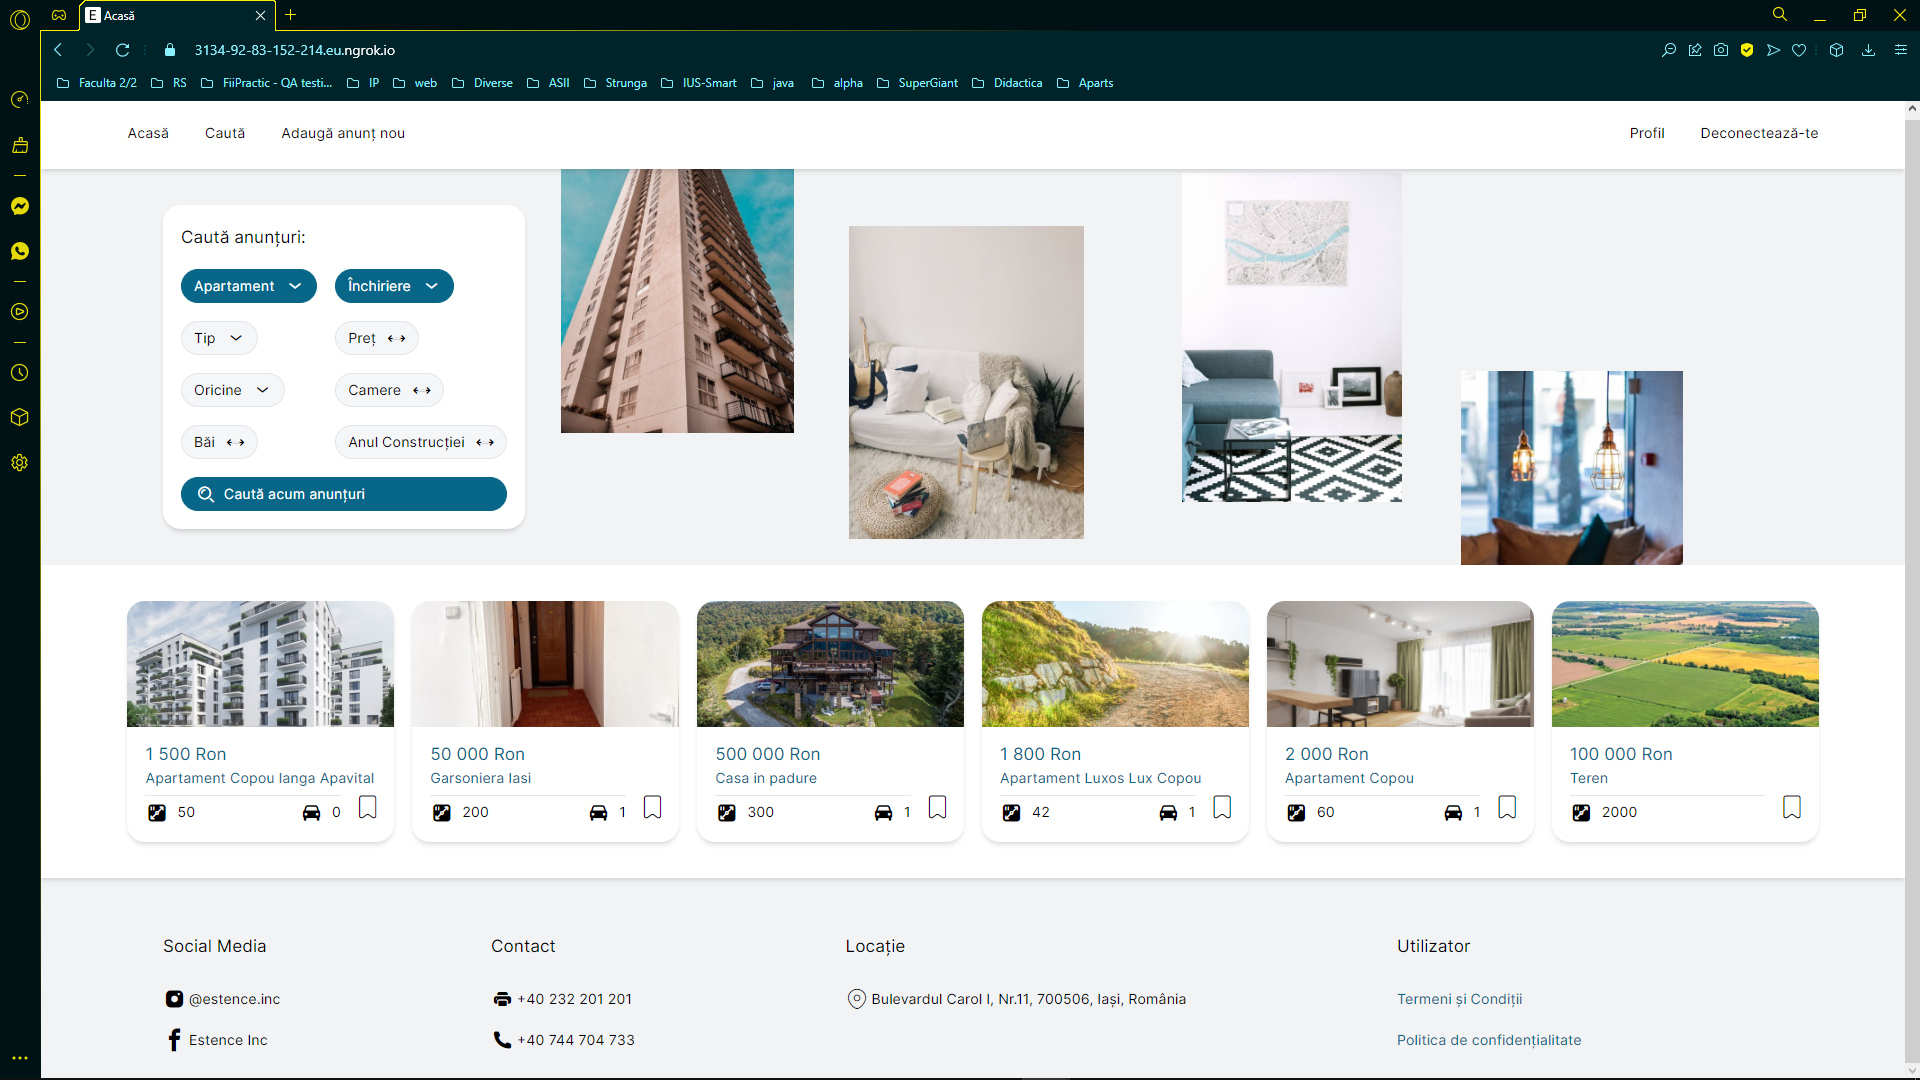 E Acasă
3134-92-83-152-214.eu.ngrok.io
Faculta 2/2 RS FiiPractic - QA testi... IP web Diverse ASII Strunga IUS-Smart java alpha SuperGiant Didactica Aparts
Acasă Caută Adaugă anunț nou Profil Deconectează-te
Caută anunțuri:
Apartament Închiriere
Tip Preț
Oricine Camere
Băi Anul Construcției
Caută acum anunțuri
1 500 Ron
Apartament Copou langa Apavital
50 0
50 000 Ron
Garsoniera Iasi
200 1
500 000 Ron
Casa in padure
300 1
1 800 Ron
Apartament Luxos Lux Copou
42 1
2 000 Ron
Apartament Copou
60 1
100 000 Ron
Teren
2000
Social Media
@estence.inc
Estence Inc
Contact
+40 232 201 201
+40 744 704 733
Locație
Bulevardul Carol I, Nr.11, 700506, Iași, România
Utilizator
Termeni și Condiții
Politica de confidențialitate